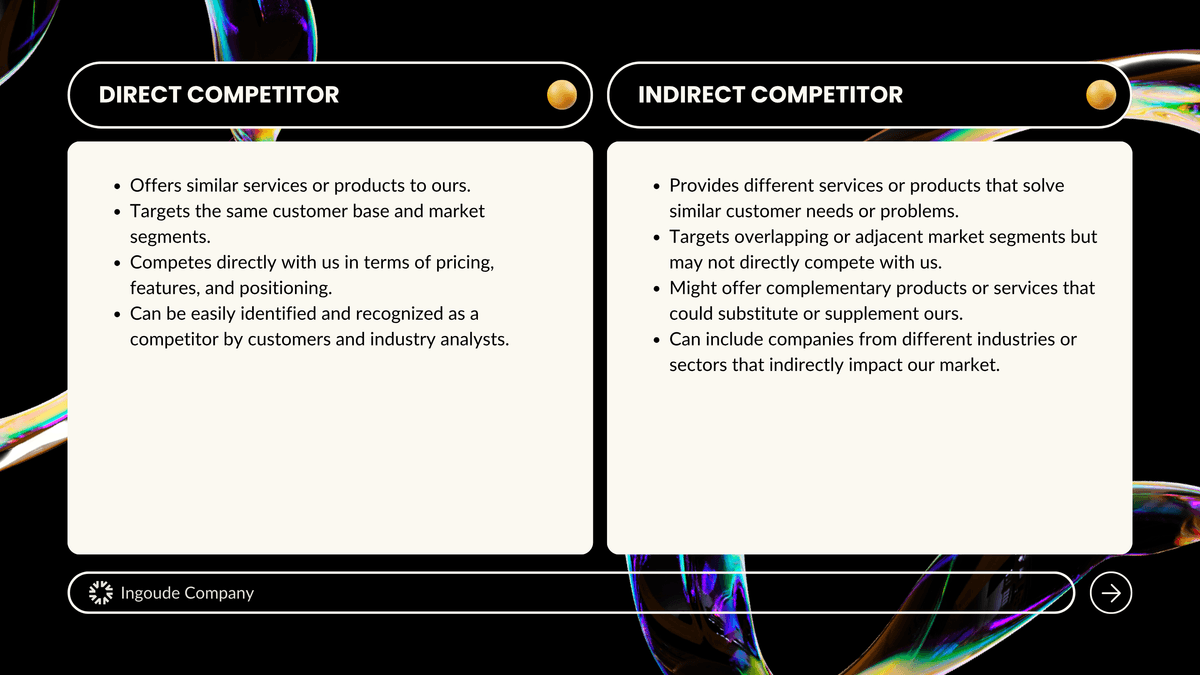 DIRECT COMPETITOR
• Offers similar services or products to ours.
• Targets the same customer base and market
segments.
• Competes directly with us in terms of pricing,
features, and positioning.
• Can be easily identified and recognized as a
competitor by customers and industry analysts.
INDIRECT COMPETITOR
• Provides different services or products that solve
similar customer needs or problems.
• Targets overlapping or adjacent market segments but
may not directly compete with us.
• Might offer complementary products or services that
could substitute or supplement ours.
• Can include companies from different industries or
sectors that indirectly impact our market.
Ingoude Company